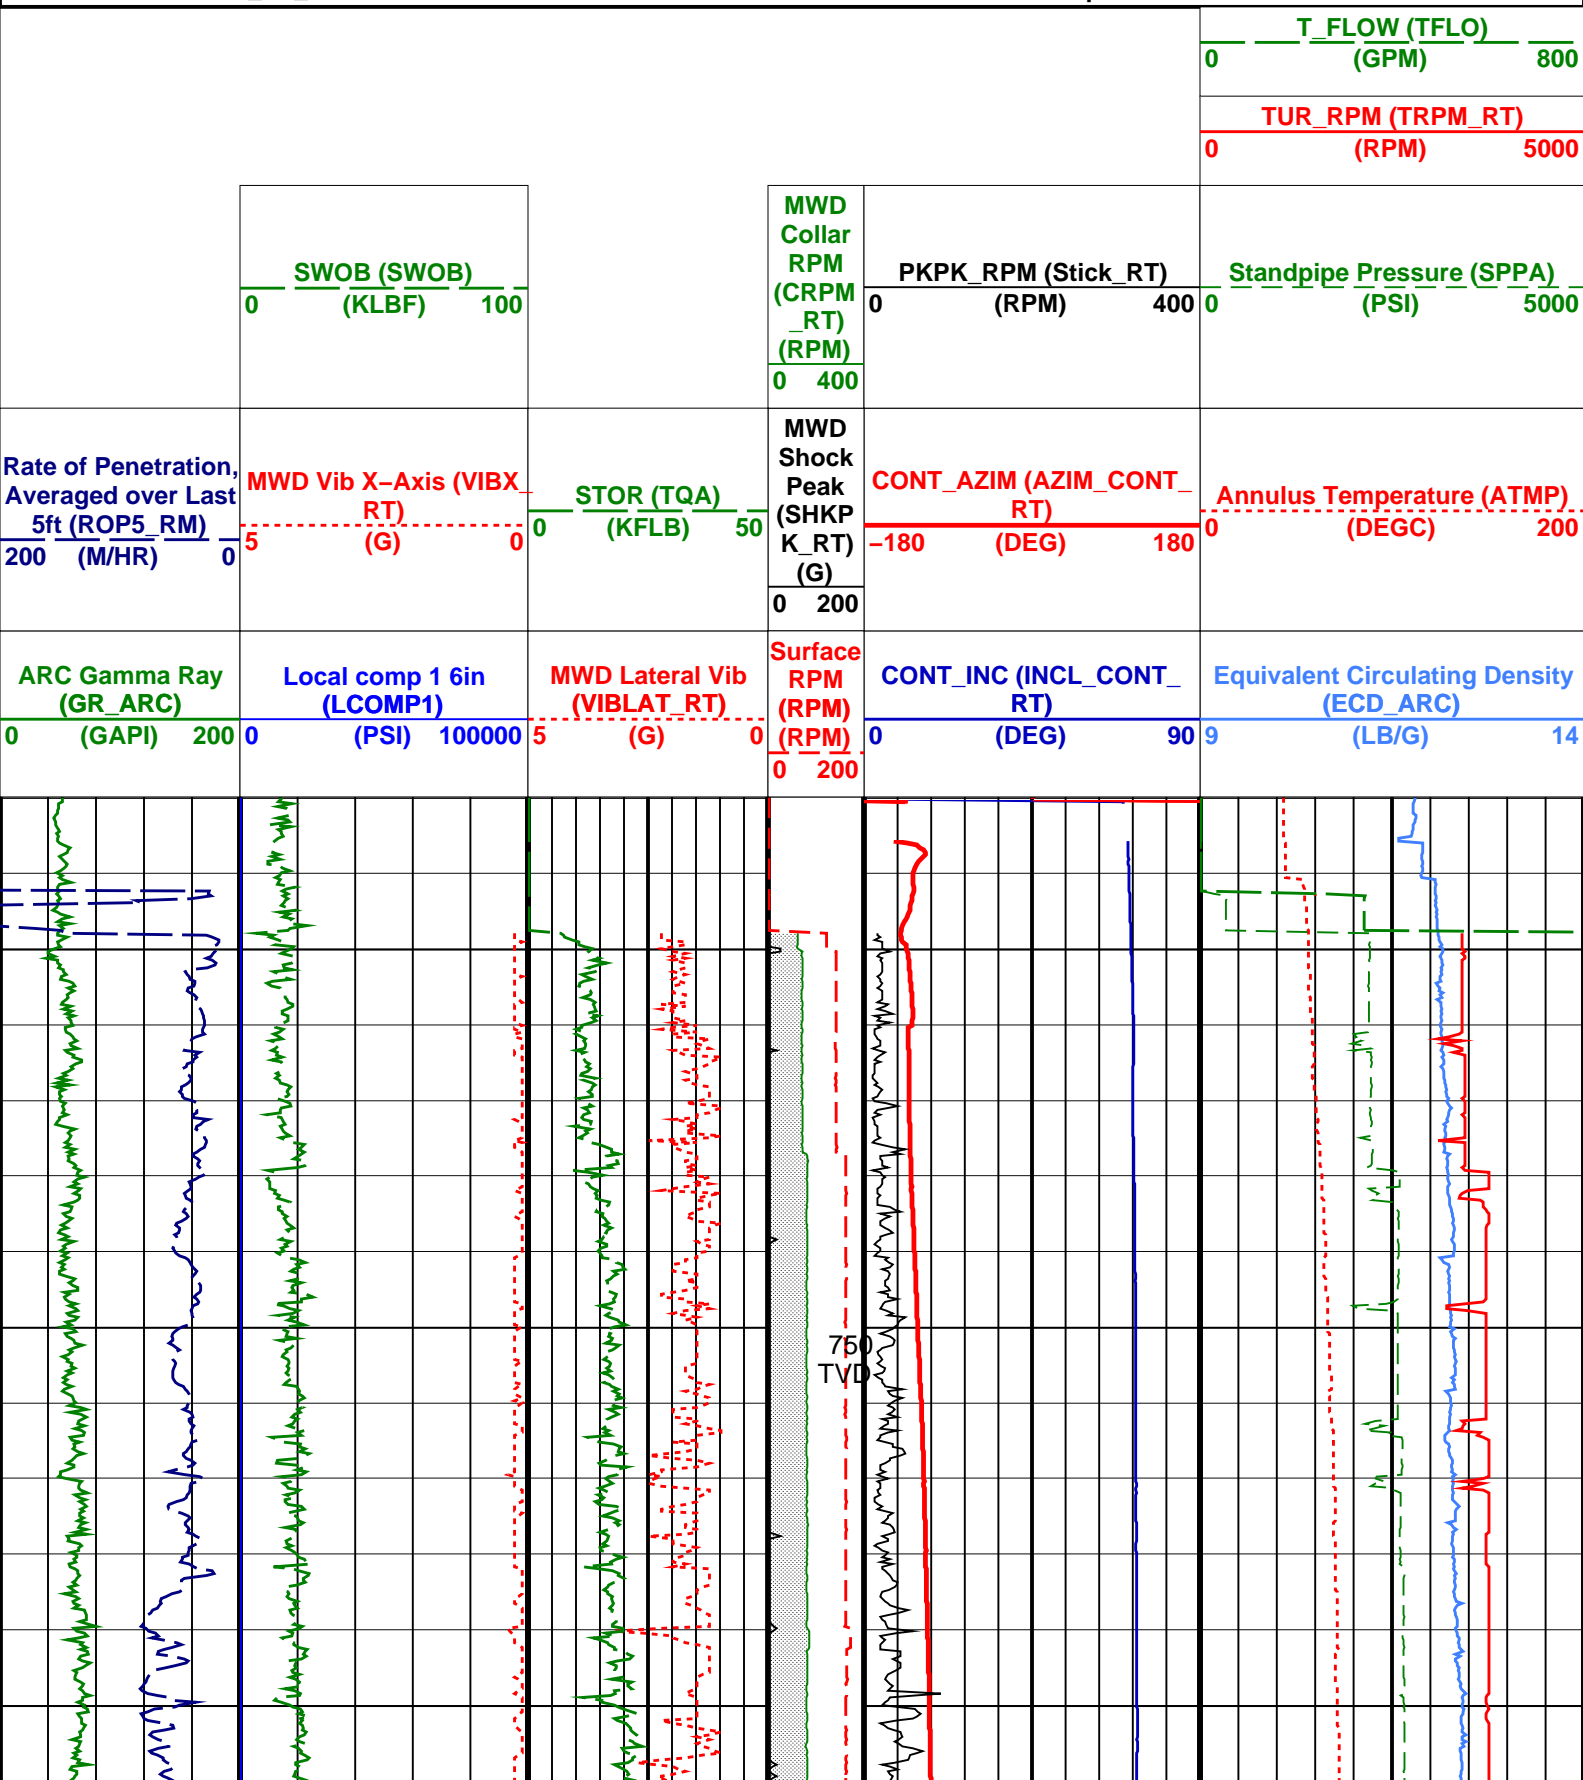 T_FLOW (TFLO)
0 (GPM) 800
TUR_RPM (TRPM_RT)
0 (RPM) 5000
SWOB (SWOB)
0 (KLBF) 100
MWD
Collar
RPM
(CRPM
_RT)
(RPM)
0 400
PKPK_RPM (Stick_RT)
0 (RPM) 400
Standpipe Pressure (SPPA)
0 (PSI) 5000
Rate of Penetration,
Averaged over Last
5ft (ROP5_RM)
200 (M/HR) 0
MWD Vib X−Axis (VIBX_
RT)
5 (G) 0
STOR (TQA)
0 (KFLB) 50
MWD
Shock
Peak
(SHKP
K_RT)
(G)
0 200
CONT_AZIM (AZIM_CONT_
RT)
−180 (DEG) 180
Annulus Temperature (ATMP)
0 (DEGC) 200
ARC Gamma Ray
(GR_ARC)
0 (GAPI) 200
Local comp 1 6in
(LCOMP1)
0 (PSI) 100000
MWD Lateral Vib
(VIBLAT_RT)
5 (G) 0
Surface
RPM
(RPM)
(RPM)
0 200
CONT_INC (INCL_CONT_
RT)
0 (DEG) 90
Equivalent Circulating Density
(ECD_ARC)
9 (LB/G) 14
750
TVD